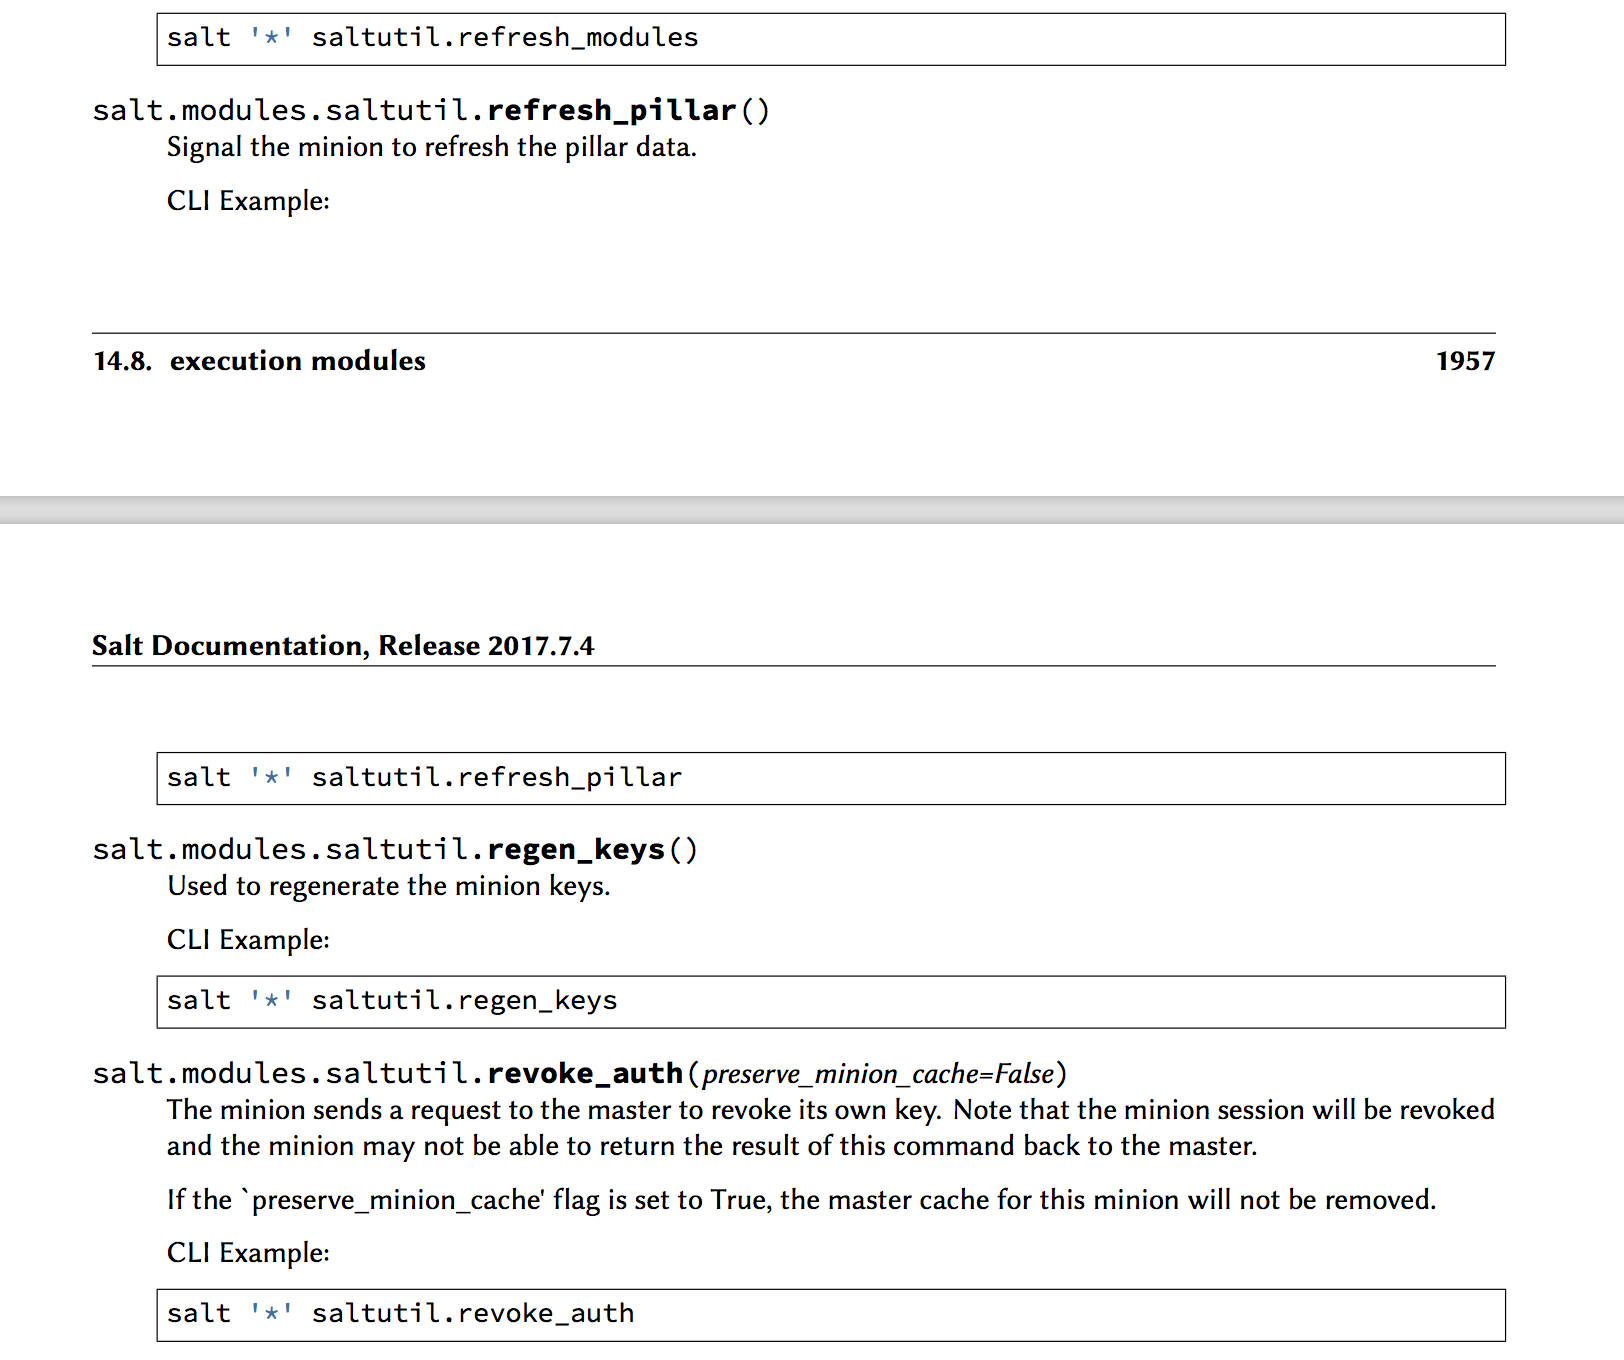 salt '*' saltutil.refresh_modules
salt.modules.saltutil.refresh_pillar()
Signal the minion to refresh the pillar data.
CLI Example:
14.8. execution modules 1957
Salt Documentation, Release 2017.7.4
salt '*' saltutil.refresh_pillar
salt.modules.saltutil.regen_keys()
Used to regenerate the minion keys.
CLI Example:
salt '*' saltutil.regen_keys
salt.modules.saltutil.revoke_auth(preserve_minion_cache=False)
The minion sends a request to the master to revoke its own key. Note that the minion session will be revoked
and the minion may not be able to return the result of this command back to the master.
If the `preserve_minion_cache' flag is set to True, the master cache for this minion will not be removed.
CLI Example:
salt '*' saltutil.revoke_auth